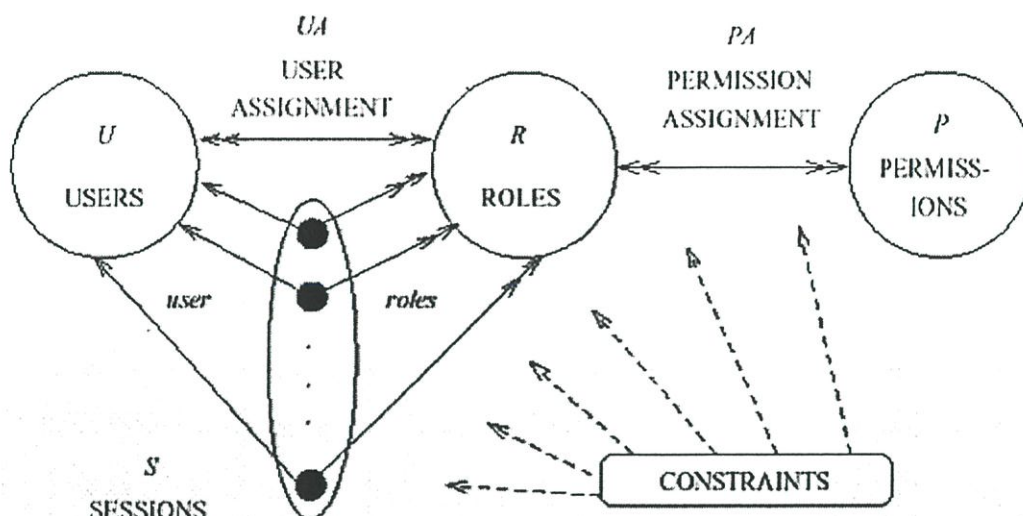 UA
USER
ASSIGNMENT
PA
PERMISSION
ASSIGNMENT
U
USERS
R
ROLES
P
PERMISS-
IONS
user
roles
S
SESSIONS
CONSTRAINTS